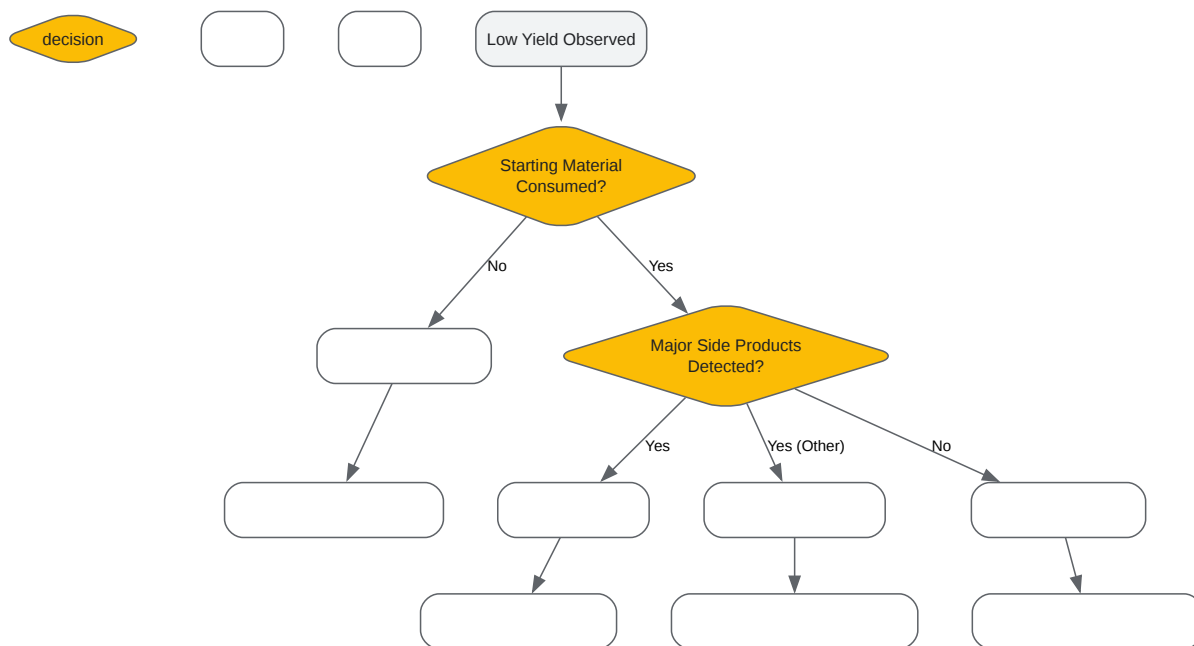 decision
Low Yield Observed
Starting Material
Consumed?
No
Yes
Major Side Products
Detected?
Yes
Yes (Other)
No